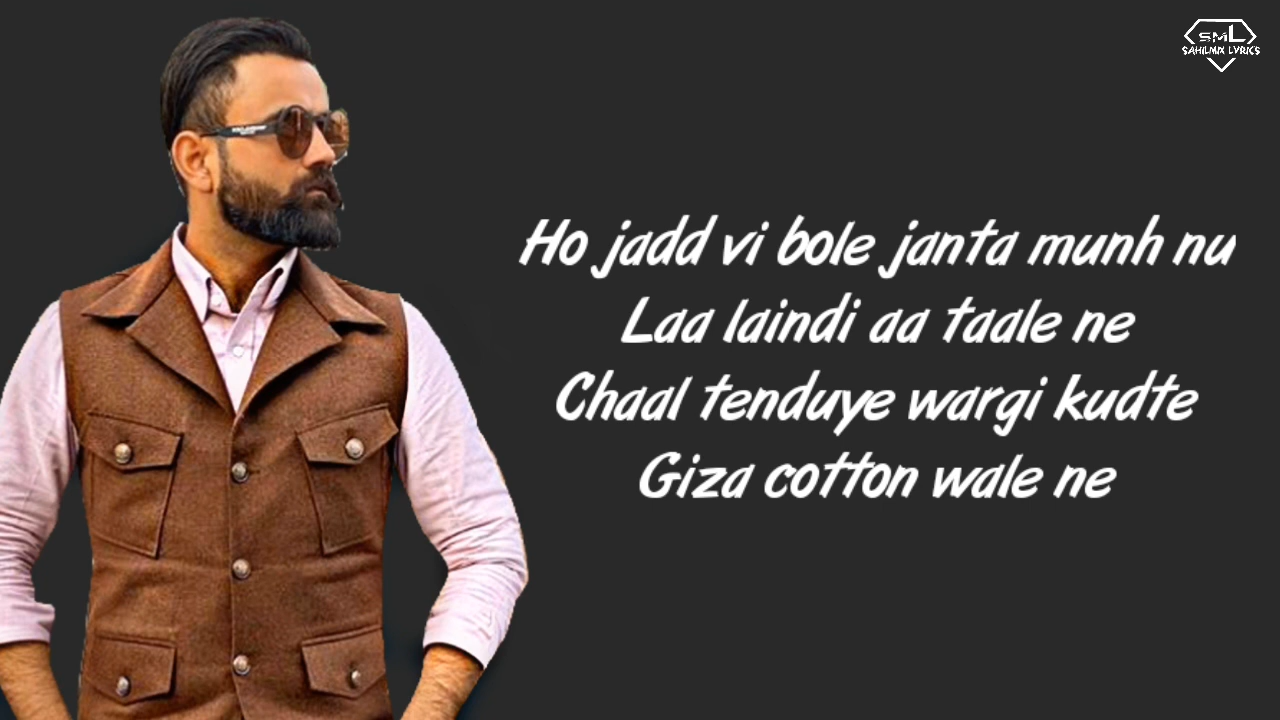 SML
SAHILMIX LYRICS
Ho jadd vi bole janta munh nu
Laa laindi aa taale ne
Chaal tenduye wargi kudte
Giza cotton wale ne